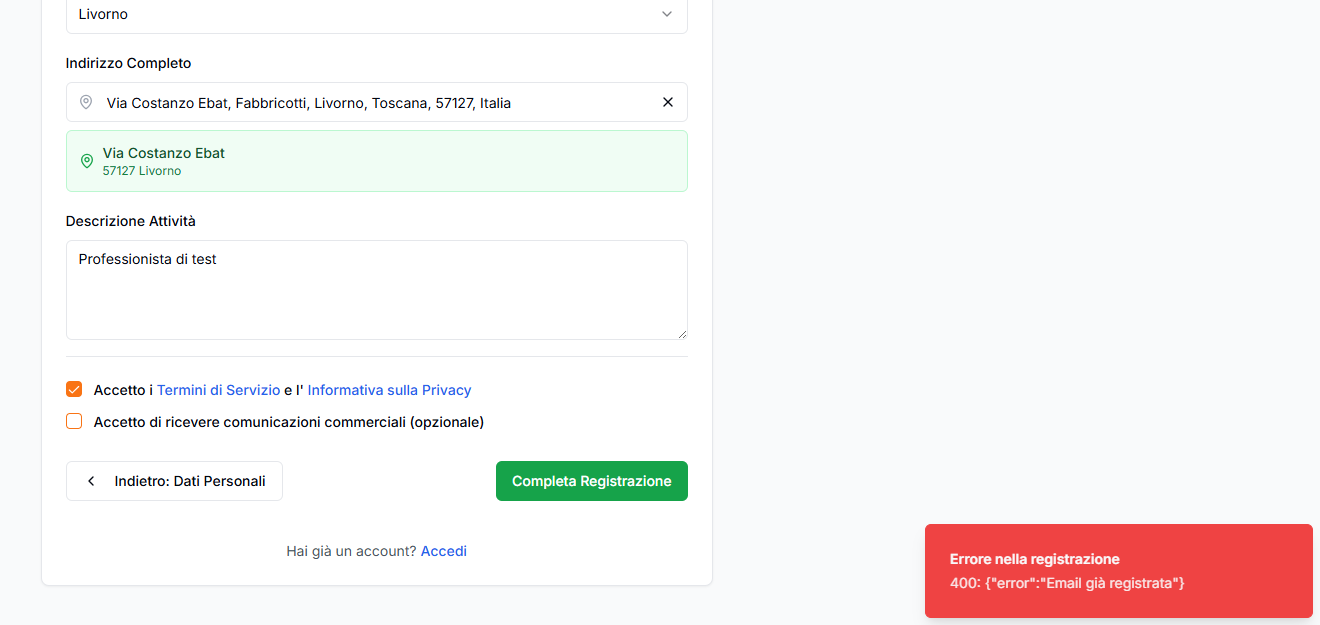 Livorno
Indirizzo Completo
Via Costanzo Ebat, Fabbricotti, Livorno, Toscana, 57127, Italia
Via Costanzo Ebat
57127 Livorno
Descrizione Attività
Professionista di test
Accetto i Termini di Servizio e l' Informativa sulla Privacy
Accetto di ricevere comunicazioni commerciali (opzionale)
Indietro: Dati Personali
Completa Registrazione
Hai già un account? Accedi
Errore nella registrazione
400: {"error":"Email già registrata"}